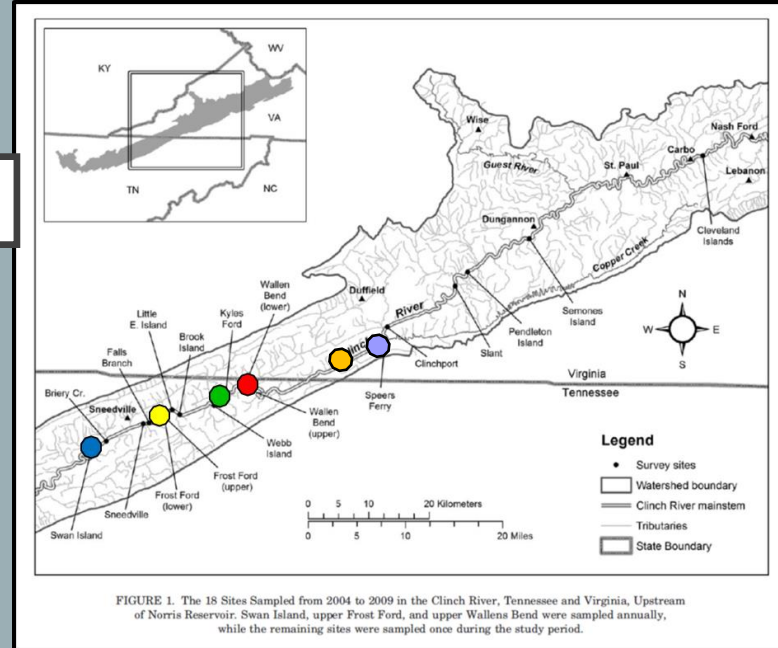 WV
KY
VA
TN
NC
Wise
Nash Ford
Carbo
Guest River
St. Paul
Lebanon
Dungannon
Cleveland
Islands
Copper Creek
Wallen
Bend
(lower)
Duffield
Semones
Island
Little
E. Island
Kyles
Ford
River
Pendleton
Island
N
W
E
S
Brook
Island
Slant
Falls
Branch
Clinchport
Virginia
Tennessee
Briery Cr.
Speers
Ferry
Sneedville
Wallen
Bend
(upper)
Webb
Island
Frost Ford
(upper)
Frost Ford
(lower)
Sneedville
Swan Island
Legend
Survey sites
Watershed boundary
Clinch River mainstem
Tributaries
State Boundary
0 5 10 20 Kilometers
0 5 10 20 Miles
FIGURE 1. The 18 Sites Sampled from 2004 to 2009 in the Clinch River, Tennessee and Virginia, Upstream
of Norris Reservoir. Swan Island, upper Frost Ford, and upper Wallens Bend were sampled annually,
while the remaining sites were sampled once during the study period.